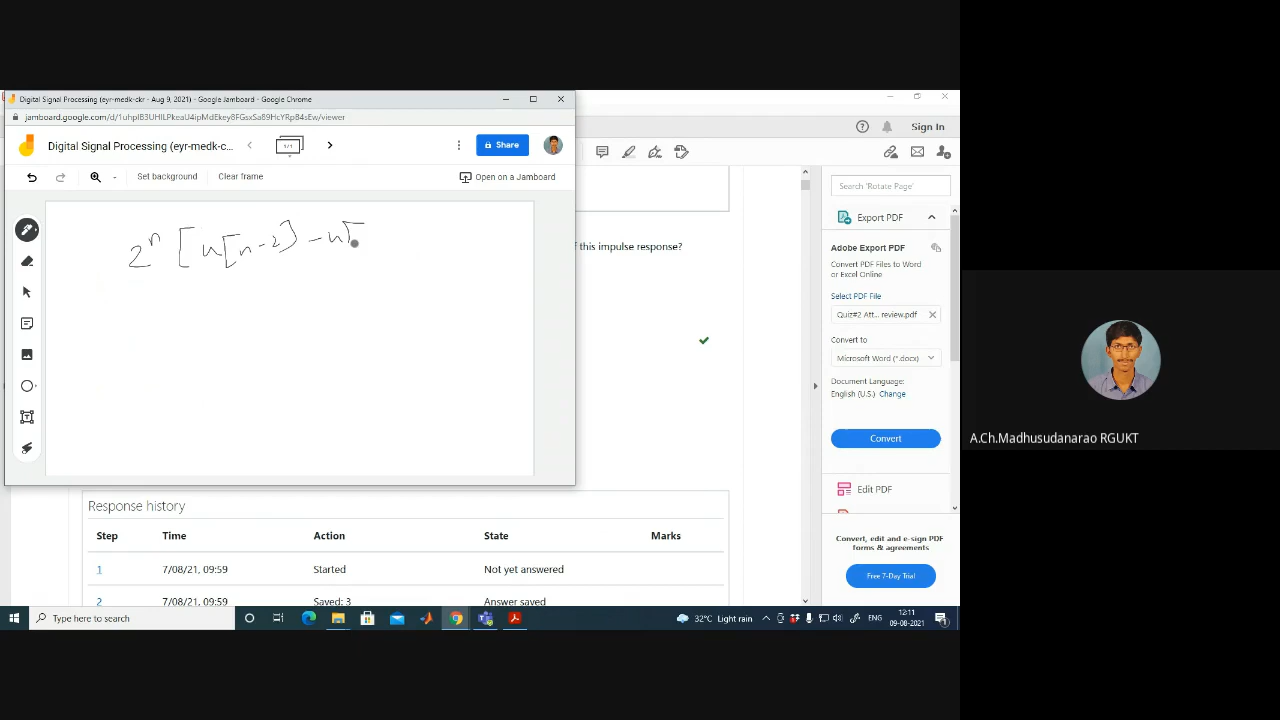 Digital Signal Processing (eyr-medk-ckr - Aug 9, 2021) - Google Jamboard - Google Chrome
jamboard.google.com/d/1uhpIB3UHILPkeaU4ipMdEkey8FGsxSa89HcYRp84sEw/viewer
Digital Signal Processing (eyr-medk-c...
1/1
Share
Set background
Clear frame
Open on a Jamboard
2^n [u[n-2] - u[
Sign In
f this impulse response?
Search 'Rotate Page'
Export PDF
Adobe Export PDF
Convert PDF Files to Word
or Excel Online
Select PDF File
Quiz#2 Att... review.pdf
Convert to
Microsoft Word (*.docx)
Document Language:
English (U.S.) Change
Convert
Edit PDF
Convert, edit and e-sign PDF
forms & agreements
Free 7-Day Trial
Response history
Step Time Action State Marks
1 7/08/21, 09:59 Started Not yet answered
2 7/08/21, 09:59 Saved: 3 Answer saved
A.Ch.Madhusudanarao RGUKT
Type here to search
32°C Light rain
ENG
12:11
09-08-2021